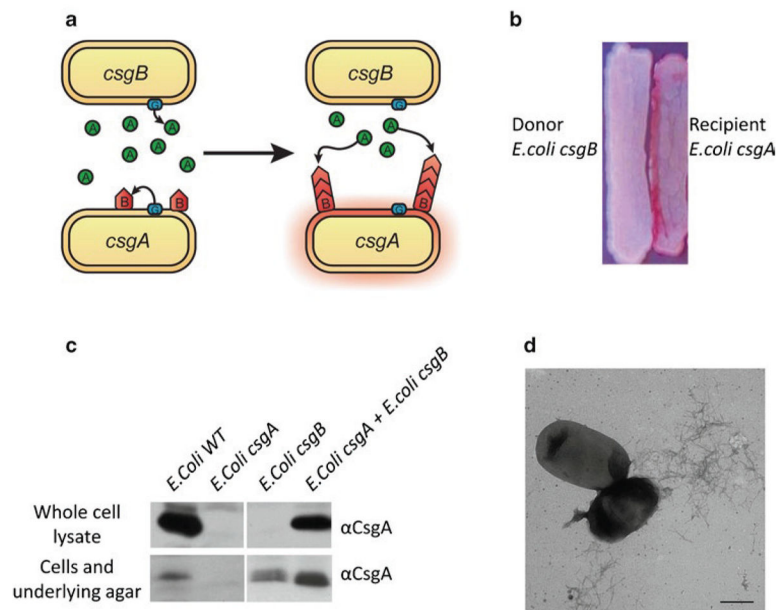 a
csgB
G
A
A
A
A
A
A
A
B
G
B
csgA
csgB
G
A
A
A
A
B
G
B
csgA
b
Donor
E.coli csgB
Recipient
E.coli csgA
c
E.Coli WT
E.Coli csgA
E.Coli csgB
E.Coli csgA + E.Coli csgB
Whole cell
lysate
αCsgA
Cells and
underlying agar
αCsgA
d